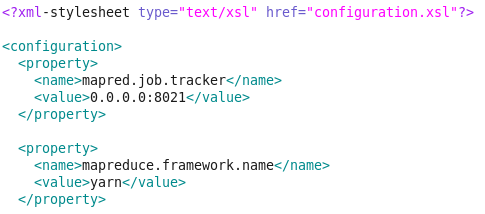 <?xml-stylesheet type="text/xsl" href="configuration.xsl"?>

<configuration>
  <property>
    <name>mapred.job.tracker</name>
    <value>0.0.0.0:8021</value>
  </property>

  <property>
    <name>mapreduce.framework.name</name>
    <value>yarn</value>
  </property>